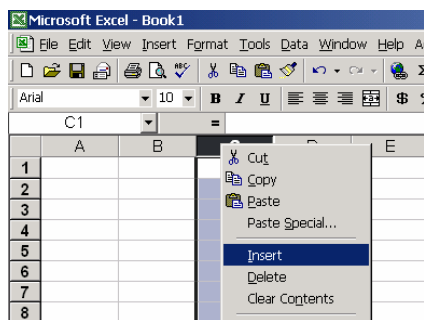 Microsoft Excel - Book1
File Edit View Insert Format Tools Data Window Help
Arial 10 B I U $
C1 =
A B E
1 Cut
2 Copy
3 Paste
4 Paste Special...
5 Insert
6 Delete
7 Clear Contents
8